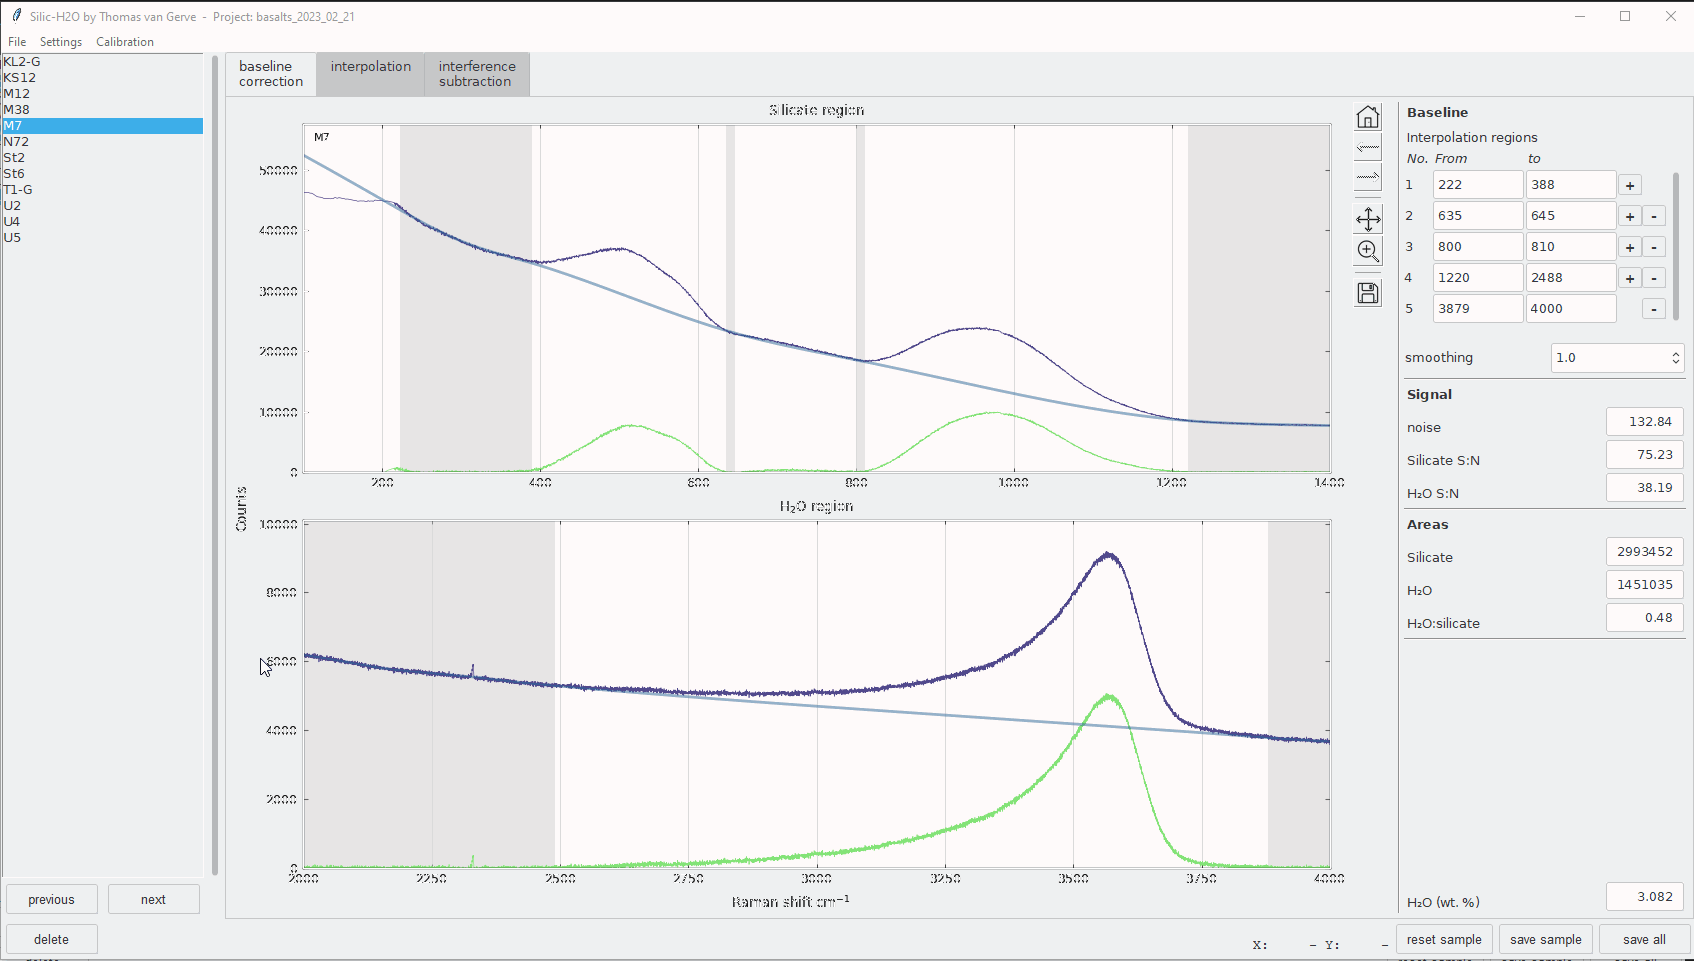 Silic-H2O by Thomas van Gerve - Project: basalts_2023_02_21
File Settings Calibration
KL2-G
KS12
M12
M38
M7
N72
St2
St6
T1-G
U2
U4
U5
previous next
delete
baseline correction
interpolation
interference subtraction
Silicate region
M7
50000
40000
30000
20000
10000
0
200 400 600 800 1000 1200 1400
Counts
H₂O region
10000
8000
6000
4000
2000
0
2000 2250 2500 2750 3000 3250 3500 3750 4000
Raman shift cm⁻¹
Baseline
Interpolation regions
No. From to
1 222 388 +
2 635 645 + -
3 800 810 + -
4 1220 2488 + -
5 3879 4000 -
smoothing 1.0
Signal
noise 132.84
Silicate S:N 75.23
H₂O S:N 38.19
Areas
Silicate 2993452
H₂O 1451035
H₂O:silicate 0.48
H₂O (wt. %) 3.082
X: - Y: -
reset sample save sample save all